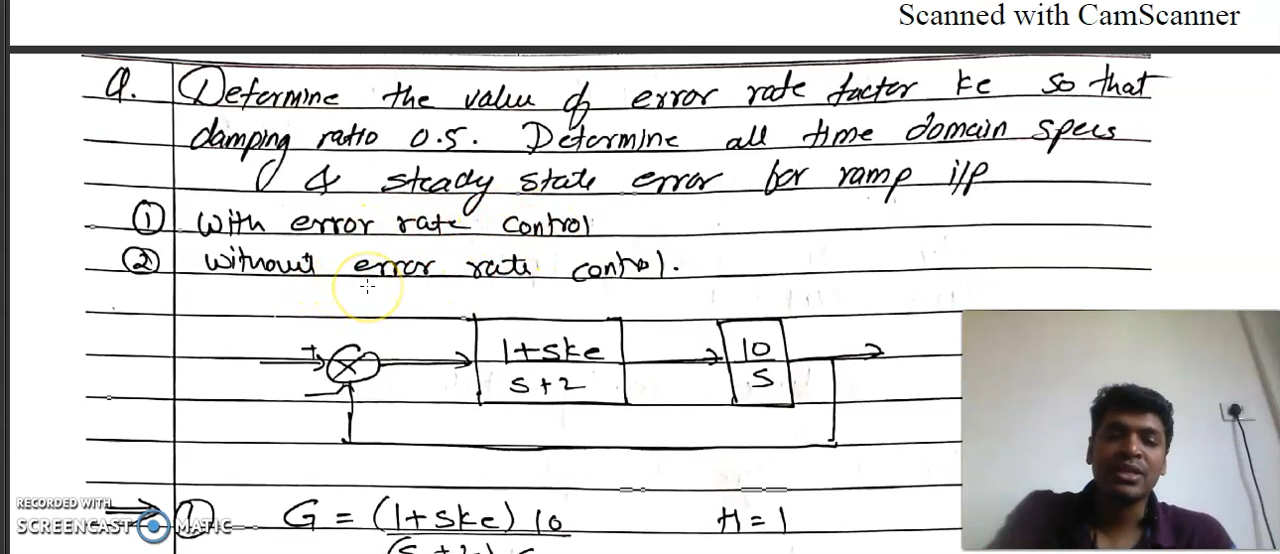 Scanned with CamScanner
Q. Determine the value of error rate factor Ke so that
damping ratio 0.5. Determine all time domain specs
& steady state error for ramp i/p
① With error rate control
② without error rate control.
+
1+ske
s+2
10
s
−
RECORDED WITH
SCREENCAST MATIC
⇒ ① G = (1+ske) 10 H = 1